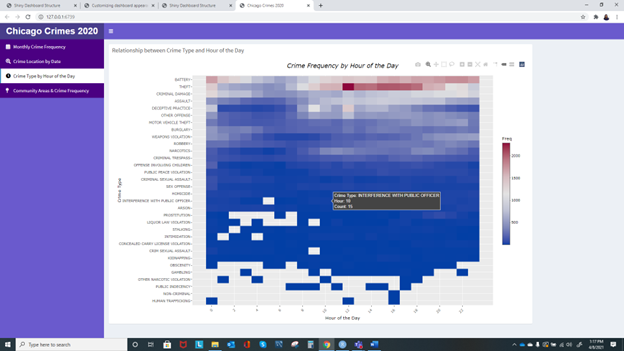 Shiny Dashboard Structure
Customizing dashboard appear
Shiny Dashboard Structure
Chicago Crimes 2020
127.0.0.1:6739
Chicago Crimes 2020
Monthly Crime Frequency
Crime Location by Date
Crime Type by Hour of the Day
Community Areas & Crime Frequency
Relationship between Crime Type and Hour of the Day
Crime Frequency by Hour of the Day
BATTERY
THEFT
CRIMINAL DAMAGE
ASSAULT
DECEPTIVE PRACTICE
OTHER OFFENSE
MOTOR VEHICLE THEFT
BURGLARY
WEAPONS VIOLATION
ROBBERY
NARCOTICS
CRIMINAL TRESPASS
OFFENSE INVOLVING CHILDREN
PUBLIC PEACE VIOLATION
CRIMINAL SEXUAL ASSAULT
SEX OFFENSE
HOMICIDE
INTERFERENCE WITH PUBLIC OFFICER
ARSON
PROSTITUTION
LIQUOR LAW VIOLATION
STALKING
INTIMIDATION
CONCEALED CARRY LICENSE VIOLATION
CRIM SEXUAL ASSAULT
KIDNAPPING
OBSCENITY
GAMBLING
OTHER NARCOTIC VIOLATION
PUBLIC INDECENCY
NON-CRIMINAL
HUMAN TRAFFICKING
Crime Type
Crime Type: INTERFERENCE WITH PUBLIC OFFICER
Hour: 10
Count: 15
Freq
Hour of the Day
Type here to search
1:17 PM
6/8/2021